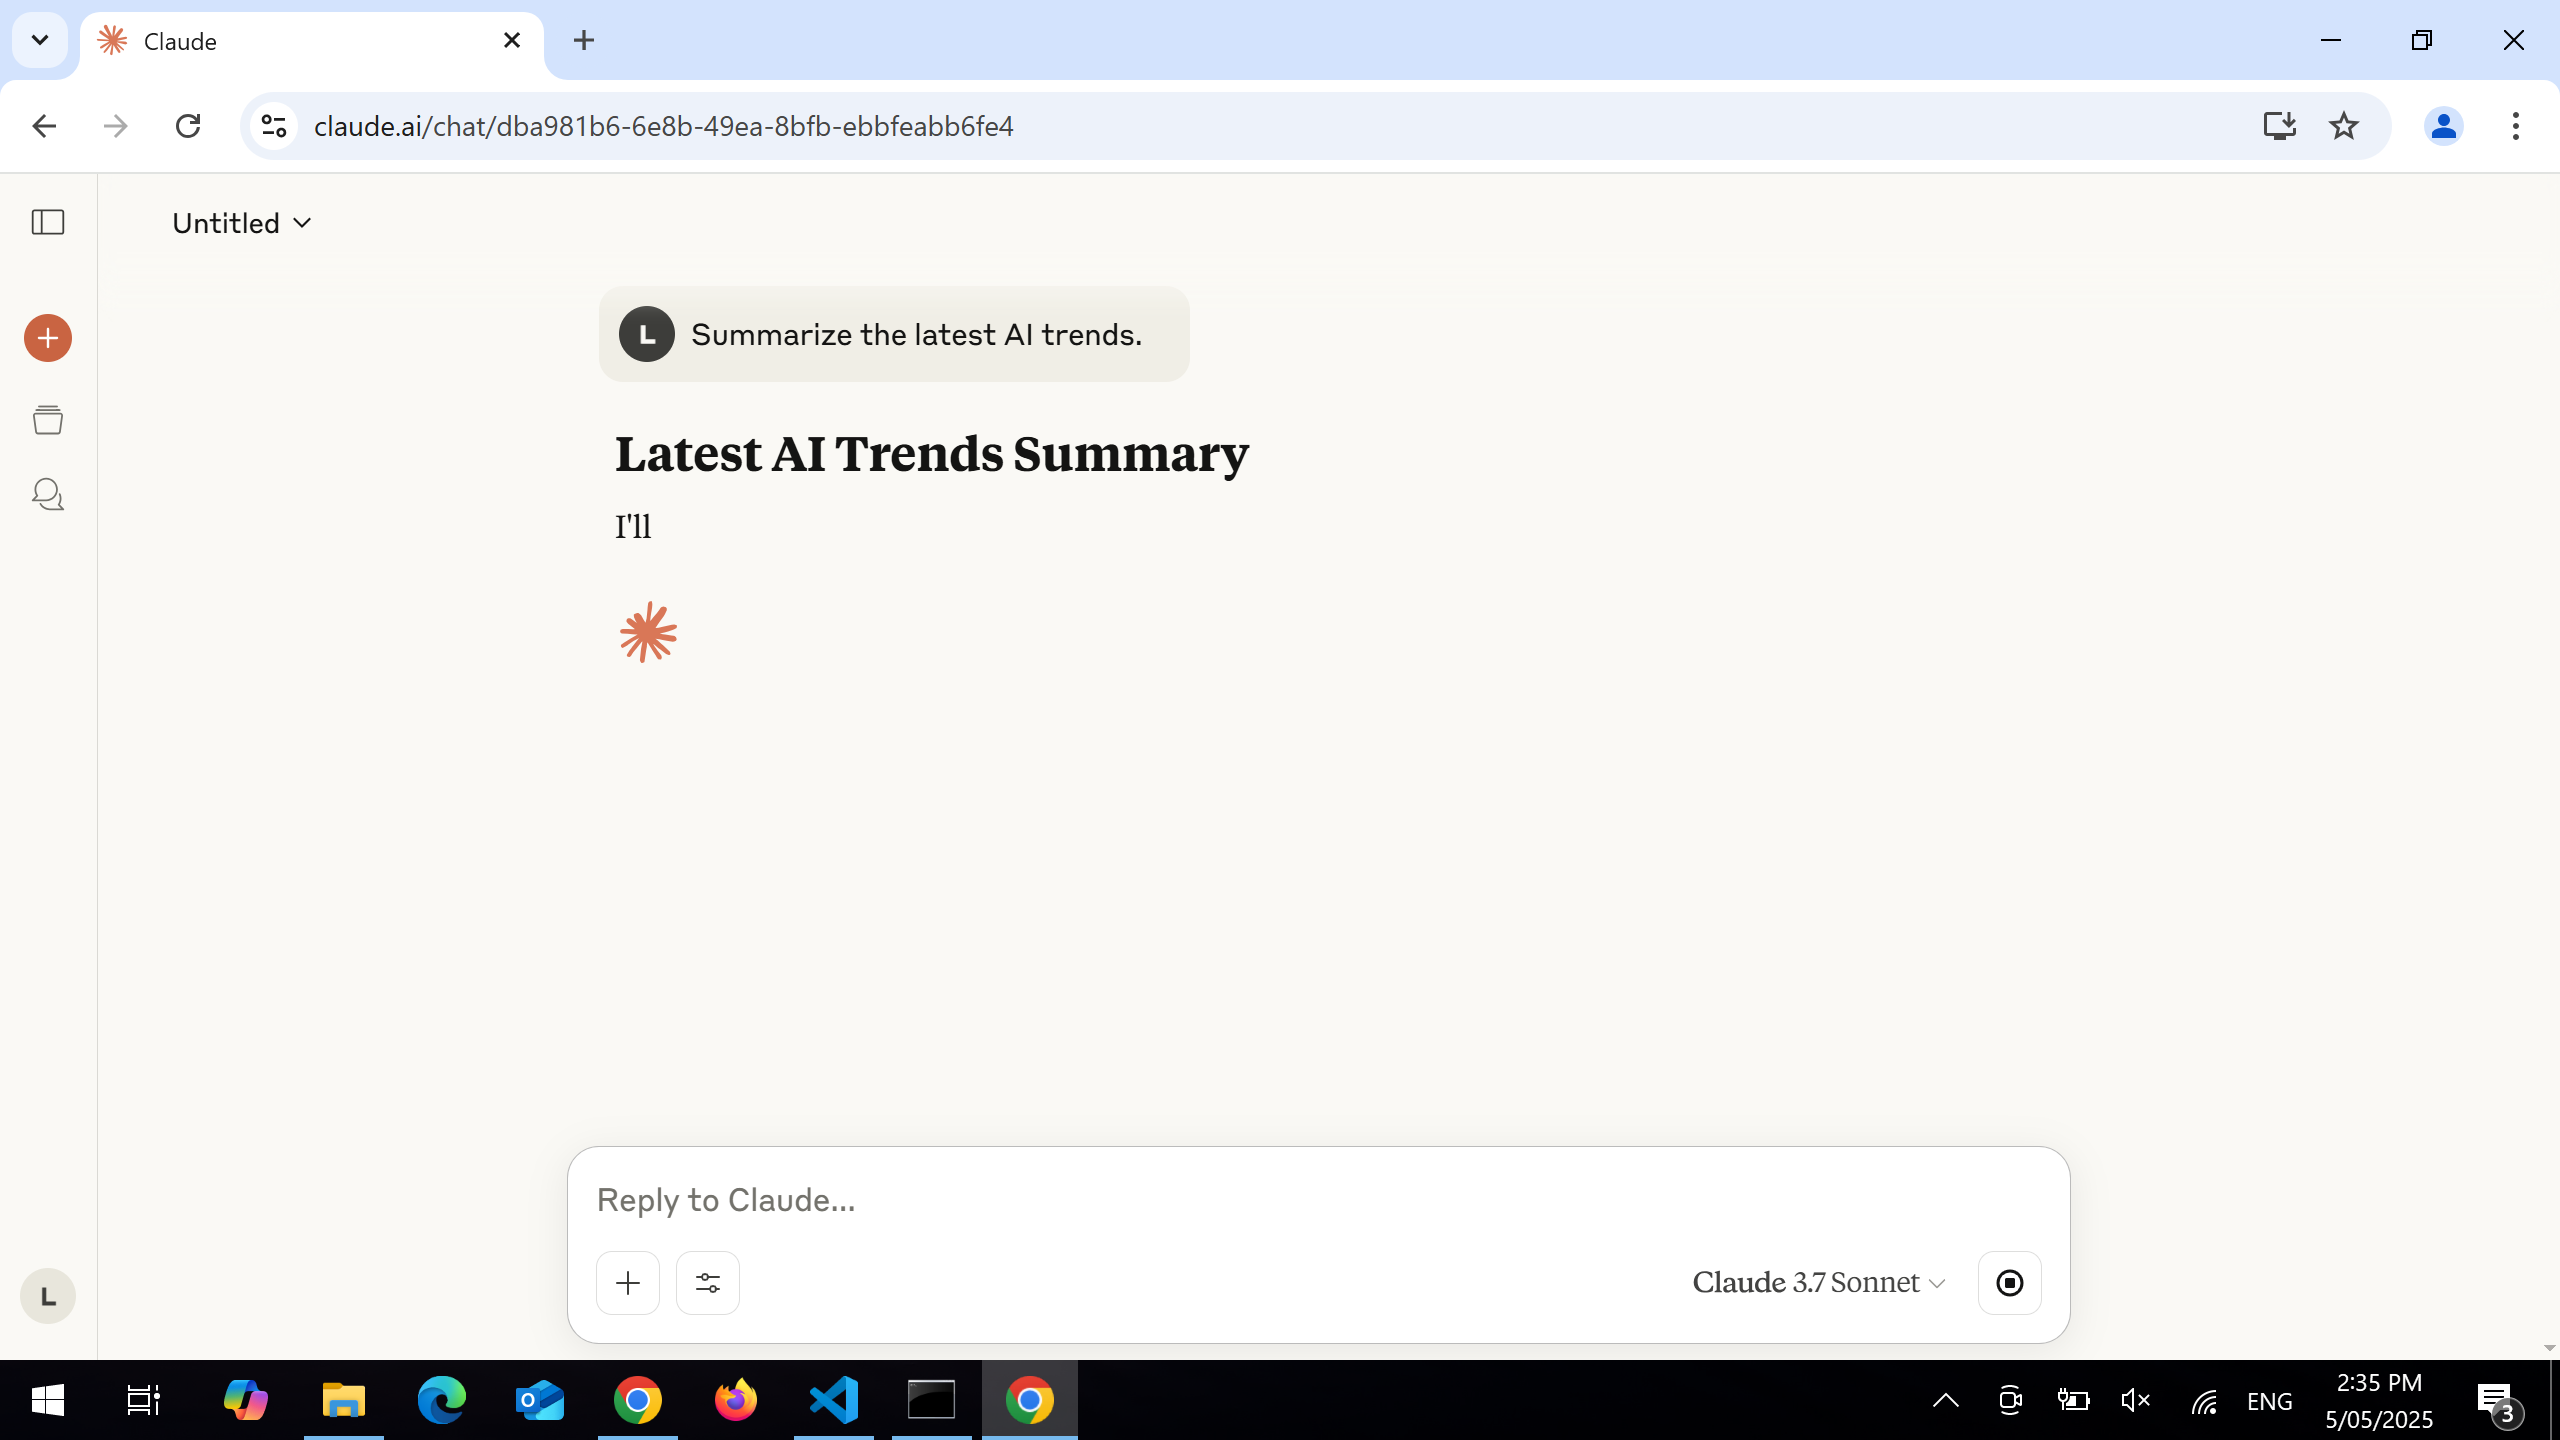 Claude
claude.ai/chat/dba981b6-6e8b-49ea-8bfb-ebbfeabb6fe4
Untitled
L Summarize the latest AI trends.
Latest AI Trends Summary
I'll
Reply to Claude...
Claude 3.7 Sonnet
L
ENG
2:35 PM
5/05/2025
3